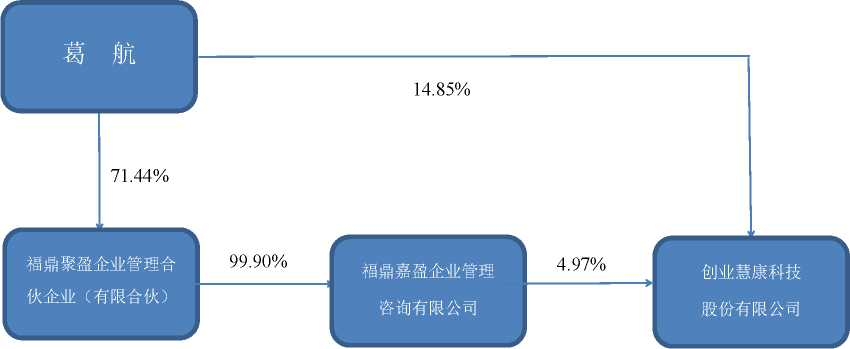 葛 航
14.85%
71.44%
福鼎聚盈企业管理合
伙企业（有限合伙）
99.90%
福鼎嘉盈企业管理
咨询有限公司
4.97%
创业慧康科技
股份有限公司